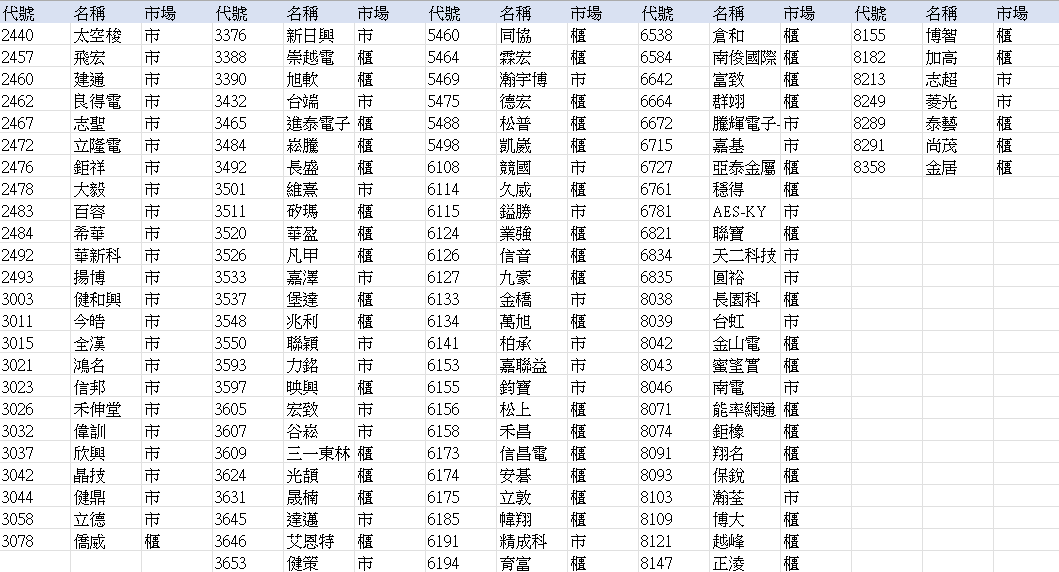 代號 名稱 市場 代號 名稱 市場 代號 名稱 市場 代號 名稱 市場 代號 名稱 市場
2440 太空梭 市 3376 新日興 市 5460 同協 櫃 6538 倉和 櫃 8155 博智 櫃
2457 飛宏 市 3388 崇越電 櫃 5464 霖宏 櫃 6584 南俊國際 櫃 8182 加高 櫃
2460 建通 市 3390 旭軟 櫃 5469 瀚宇博 市 6642 富致 櫃 8213 志超 市
2462 良得電 市 3432 台端 市 5475 德宏 櫃 6664 群翊 櫃 8249 菱光 市
2467 志聖 市 3465 進泰電子 櫃 5488 松普 櫃 6672 騰輝電子- 市 8289 泰藝 櫃
2472 立隆電 市 3484 崧騰 櫃 5498 凱崴 櫃 6715 嘉基 市 8291 尚茂 櫃
2476 鉅祥 市 3492 長盛 櫃 6108 競國 市 6727 亞泰金屬 櫃 8358 金居 櫃
2478 大毅 市 3501 維熹 市 6114 久威 櫃 6761 穩得 櫃
2483 百容 市 3511 矽瑪 櫃 6115 鎰勝 市 6781 AES-KY 市
2484 希華 市 3520 華盈 櫃 6124 業強 櫃 6821 聯寶 櫃
2492 華新科 市 3526 凡甲 櫃 6126 信音 櫃 6834 天二科技 市
2493 揚博 市 3533 嘉澤 市 6127 九豪 櫃 6835 圓裕 市
3003 健和興 市 3537 堡達 櫃 6133 金橋 市 8038 長園科 櫃
3011 今皓 市 3548 兆利 櫃 6134 萬旭 櫃 8039 台虹 市
3015 全漢 市 3550 聯穎 市 6141 柏承 市 8042 金山電 櫃
3021 鴻名 市 3593 力銘 市 6153 嘉聯益 市 8043 蜜望實 櫃
3023 信邦 市 3597 映興 櫃 6155 鈞寶 市 8046 南電 市
3026 禾伸堂 市 3605 宏致 市 6156 松上 櫃 8071 能率網通 櫃
3032 偉訓 市 3607 谷崧 市 6158 禾昌 櫃 8074 鉅橡 櫃
3037 欣興 市 3609 三一東林 櫃 6173 信昌電 櫃 8091 翔名 櫃
3042 晶技 市 3624 光頡 櫃 6174 安碁 櫃 8093 保銳 櫃
3044 健鼎 市 3631 晟楠 櫃 6175 立敦 櫃 8103 瀚荃 市
3058 立德 市 3645 達邁 市 6185 幃翔 櫃 8109 博大 櫃
3078 僑威 櫃 3646 艾恩特 櫃 6191 精成科 市 8121 越峰 櫃
3653 健策 市 6194 育富 櫃 8147 正淩 櫃